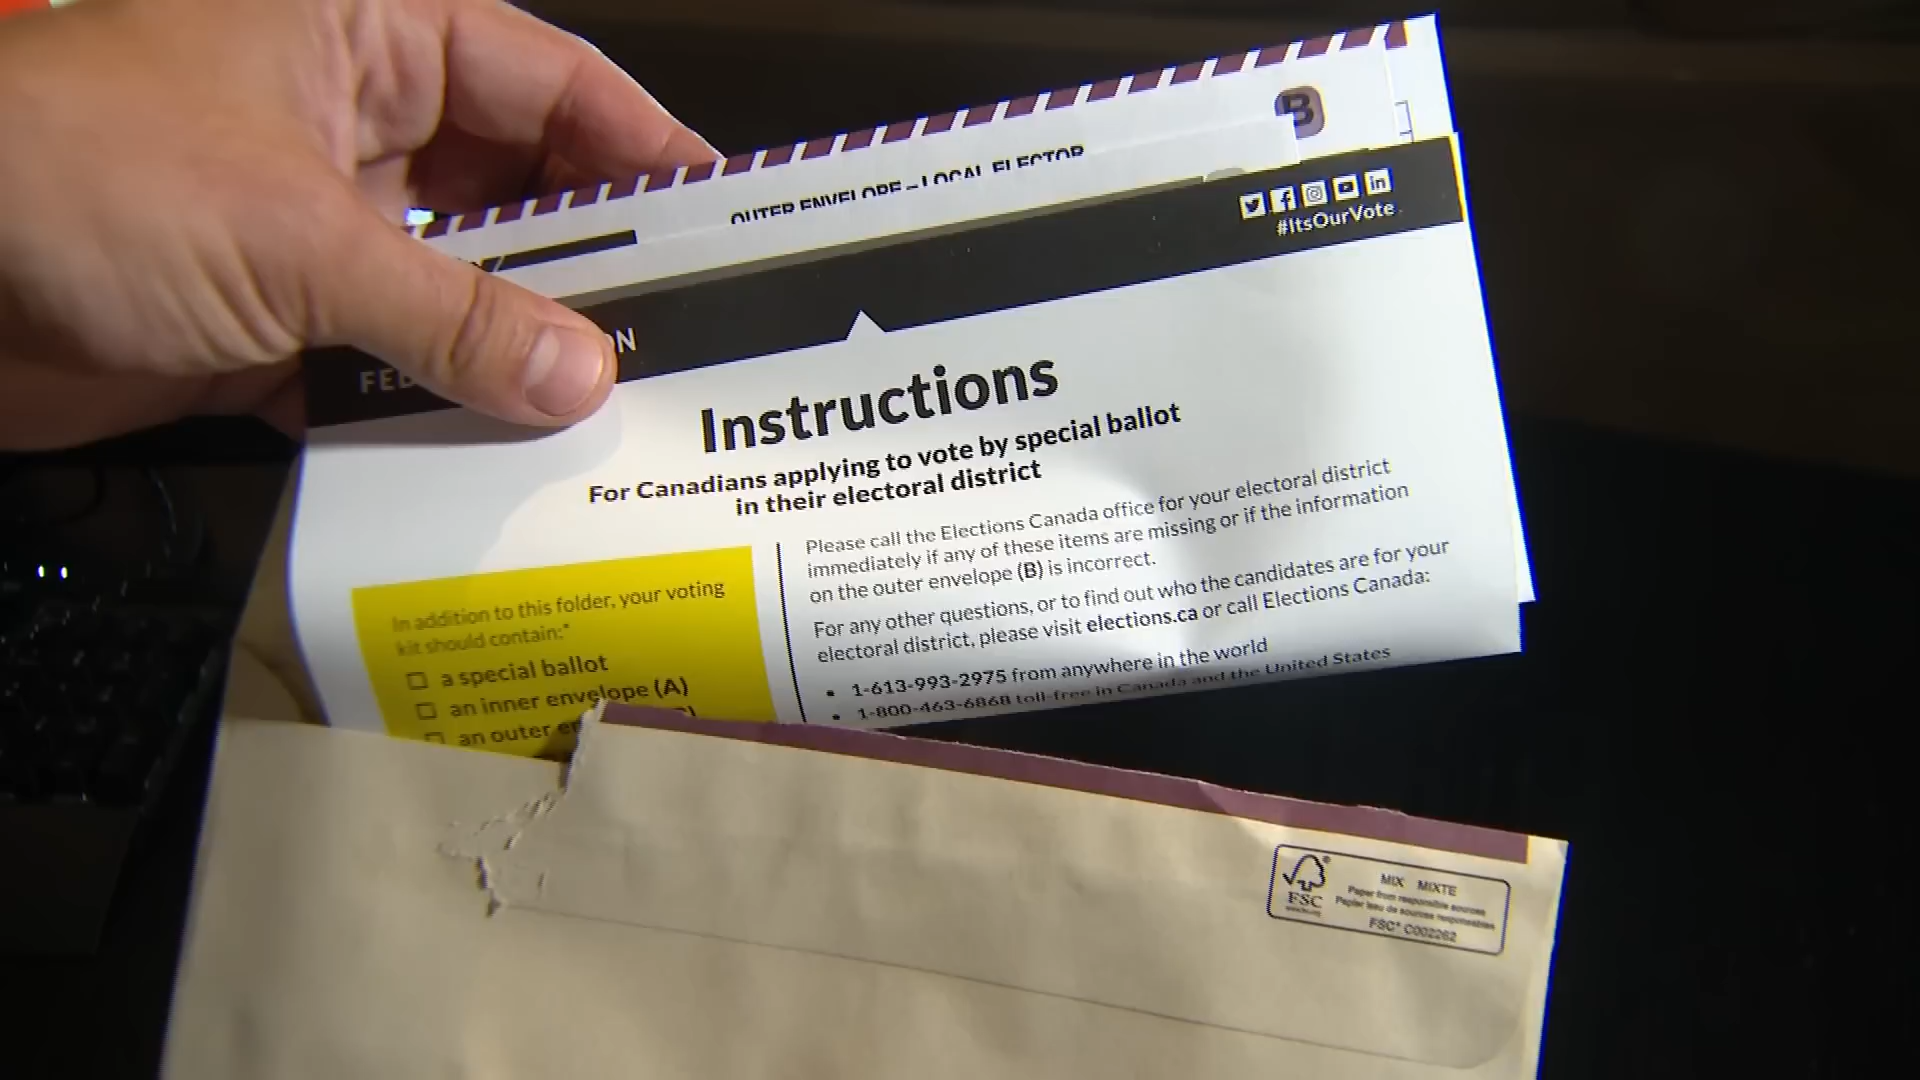 B
OUTER ENVELOPE – LOCAL ELECTOR
in
#ItsOurVote
Instructions
For Canadians applying to vote by special ballot
in their electoral district
In addition to this folder, your voting
kit should contain:*
a special ballot
an inner envelope (A)
an outer
Please call the Elections Canada office for your electoral district
immediately if any of these items are missing or if the information
on the outer envelope (B) is incorrect.
For any other questions, or to find out who the candidates are for your
electoral district, please visit elections.ca or call Elections Canada:
• 1-613-993-2975 from anywhere in the world
• 1-800-463-6868 toll-free in Canada and the United States
FSC
MIX MIXTE
Paper from responsible sources
Papier issu de sources responsables
FSC® C002262